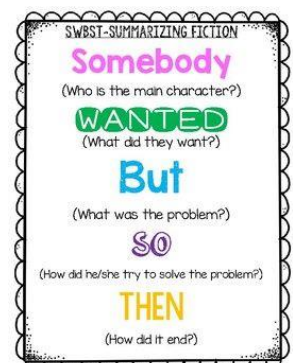 SWBST-SUMMARIZING FICTION
Somebody
(Who is the main character?)
WANTED
(What did they want?)
But
(What was the problem?)
SO
(How did he/she try to solve the problem?)
THEN
(How did it end?)